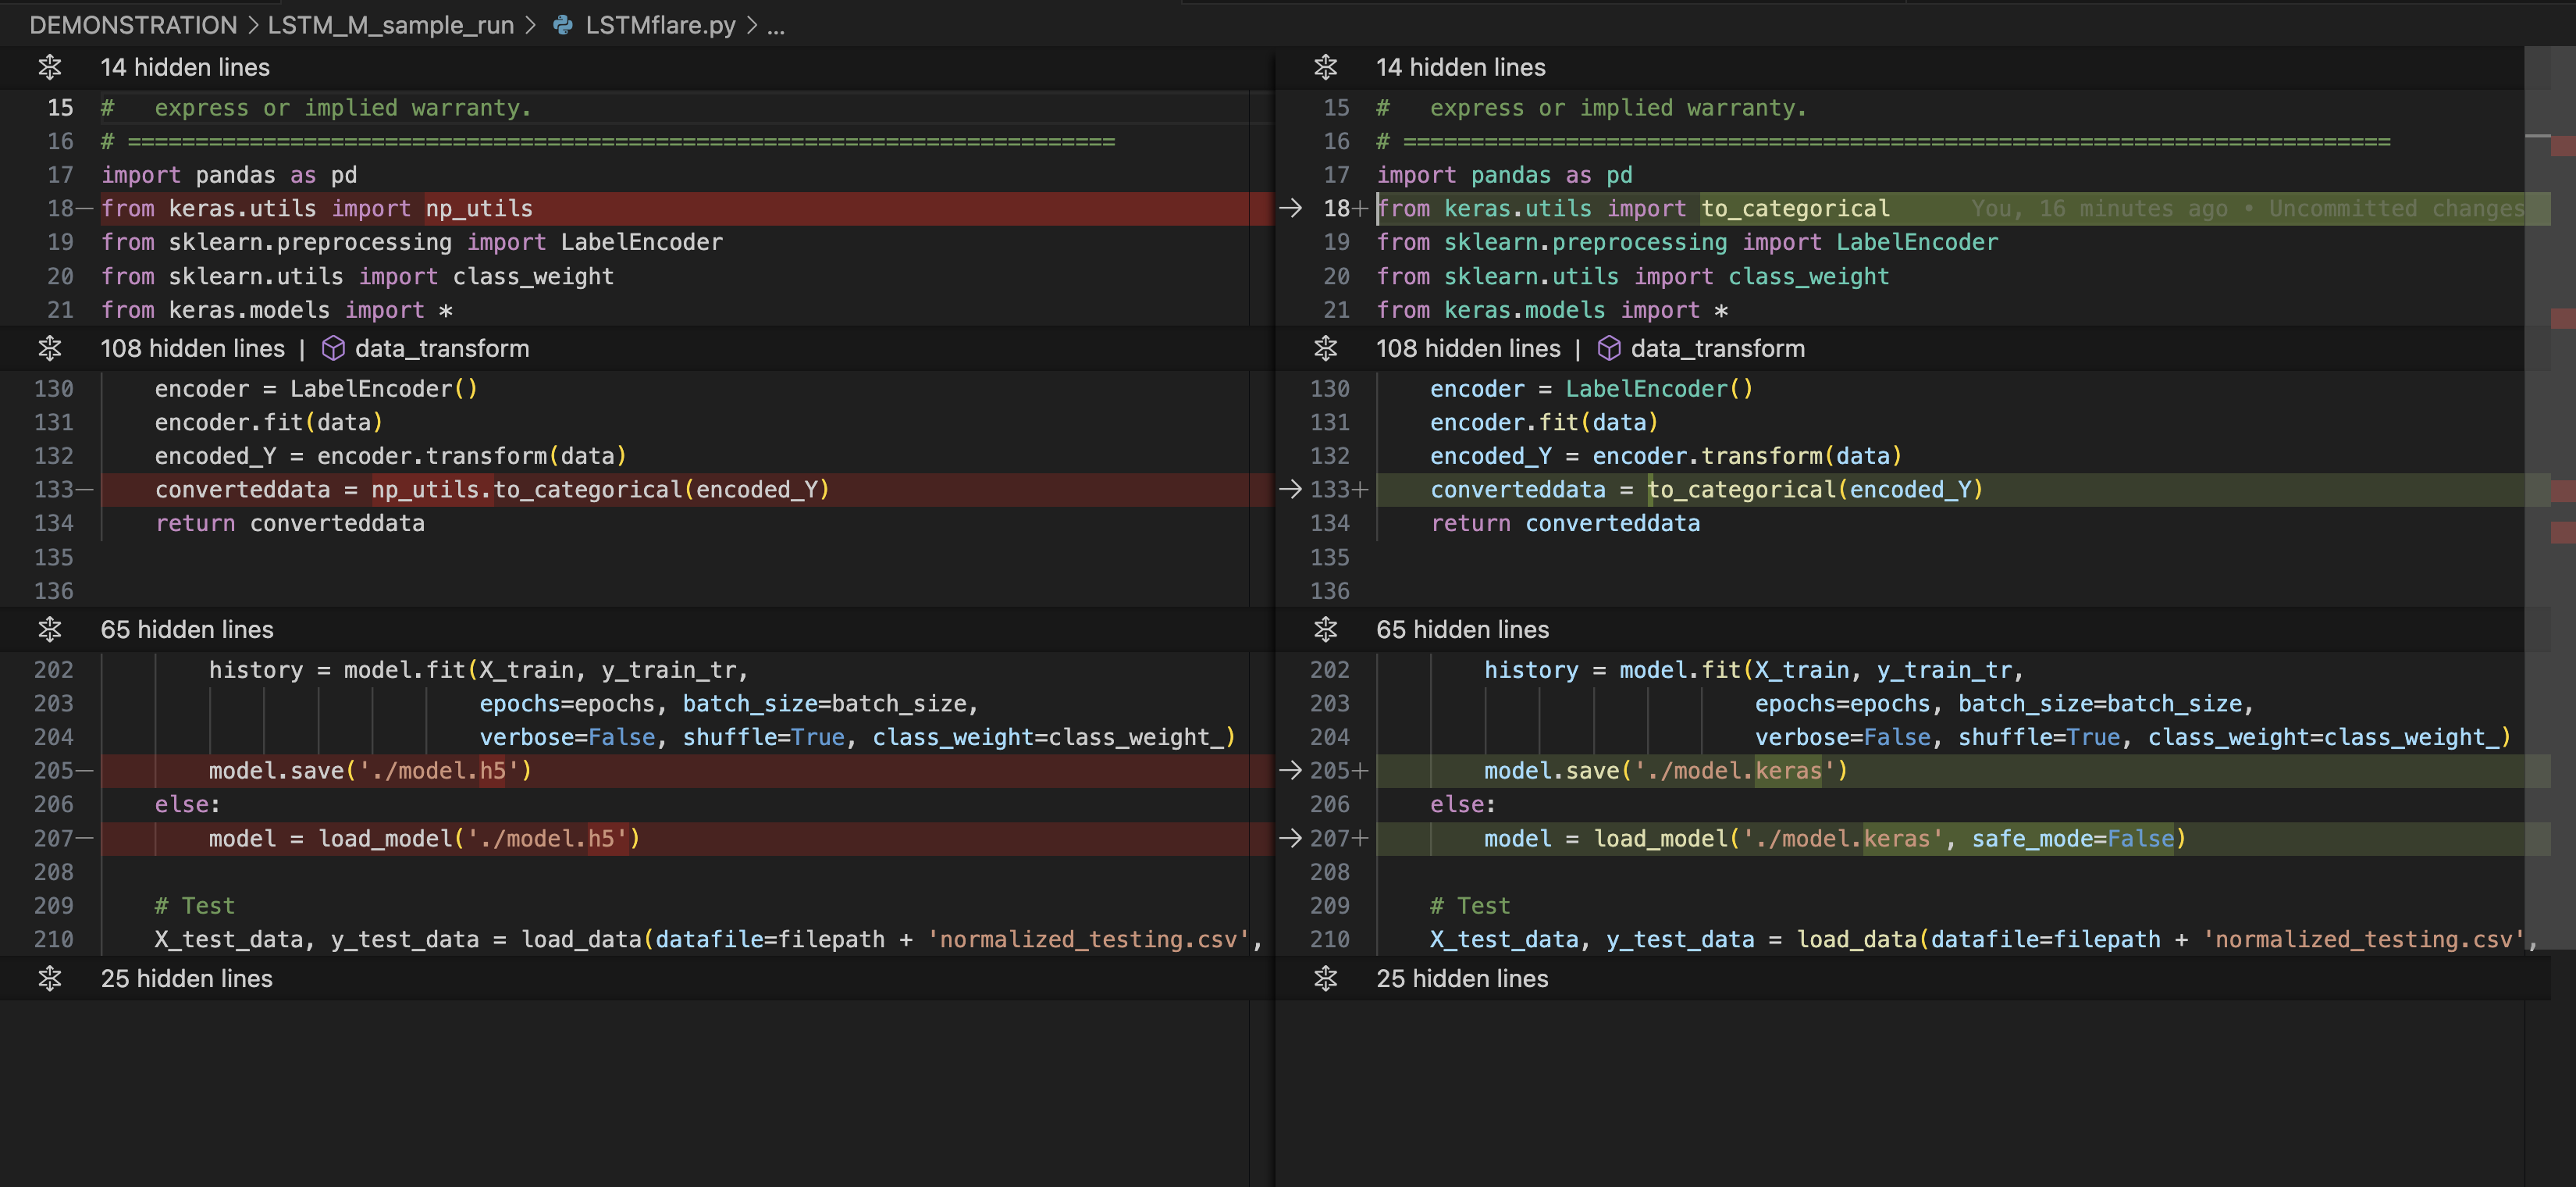 DEMONSTRATION > LSTM_M_sample_run > LSTMflare.py > ...
14 hidden lines
15 #   express or implied warranty.
16 # =========================================================================
17 import pandas as pd
18— from keras.utils import np_utils
19 from sklearn.preprocessing import LabelEncoder
20 from sklearn.utils import class_weight
21 from keras.models import *
108 hidden lines | data_transform
130     encoder = LabelEncoder()
131     encoder.fit(data)
132     encoded_Y = encoder.transform(data)
133—     converteddata = np_utils.to_categorical(encoded_Y)
134     return converteddata
135
136
65 hidden lines
202         history = model.fit(X_train, y_train_tr,
203                             epochs=epochs, batch_size=batch_size,
204                             verbose=False, shuffle=True, class_weight=class_weight_)
205—         model.save('./model.h5')
206     else:
207—         model = load_model('./model.h5')
208
209     # Test
210     X_test_data, y_test_data = load_data(datafile=filepath + 'normalized_testing.csv',
25 hidden lines
14 hidden lines
15 #   express or implied warranty.
16 # =========================================================================
17 import pandas as pd
→ 18+ from keras.utils import to_categorical      You, 16 minutes ago • Uncommitted changes
19 from sklearn.preprocessing import LabelEncoder
20 from sklearn.utils import class_weight
21 from keras.models import *
108 hidden lines | data_transform
130     encoder = LabelEncoder()
131     encoder.fit(data)
132     encoded_Y = encoder.transform(data)
→ 133+     converteddata = to_categorical(encoded_Y)
134     return converteddata
135
136
65 hidden lines
202         history = model.fit(X_train, y_train_tr,
203                             epochs=epochs, batch_size=batch_size,
204                             verbose=False, shuffle=True, class_weight=class_weight_)
→ 205+         model.save('./model.keras')
206     else:
→ 207+         model = load_model('./model.keras', safe_mode=False)
208
209     # Test
210     X_test_data, y_test_data = load_data(datafile=filepath + 'normalized_testing.csv',
25 hidden lines